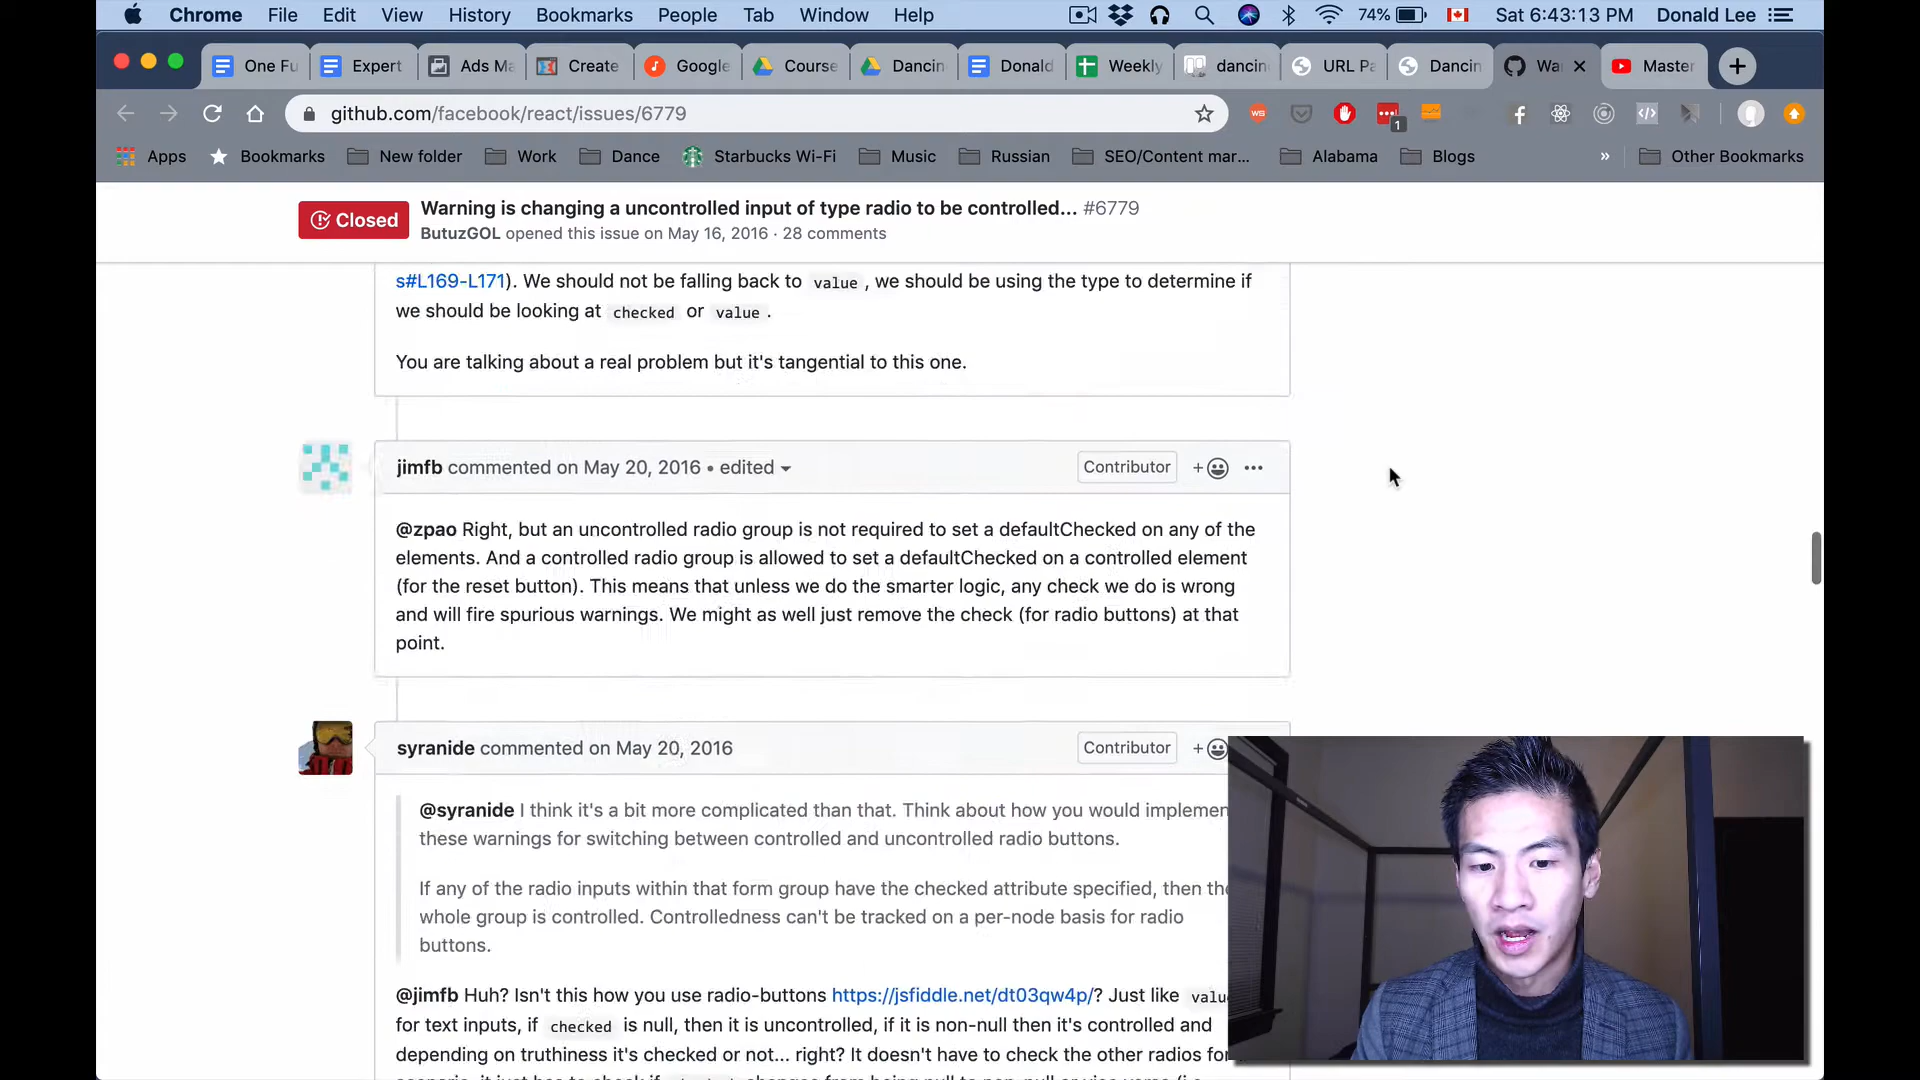 Chrome File Edit View History Bookmarks People Tab Window Help 74% Sat 6:43:13 PM Donald Lee
One Fu Expert Ads Ma Create Google Course Dancin Donald Weekly dancin URL Pa Dancin Wa Master
github.com/facebook/react/issues/6779 1
Apps Bookmarks New folder Work Dance Starbucks Wi-Fi Music Russian SEO/Content mar... Alabama Blogs » Other Bookmarks
Closed Warning is changing a uncontrolled input of type radio to be controlled... #6779
ButuzGOL opened this issue on May 16, 2016 · 28 comments
s#L169-L171). We should not be falling back to value , we should be using the type to determine if
we should be looking at checked or value .
You are talking about a real problem but it's tangential to this one.
jimfb commented on May 20, 2016 • edited Contributor
@zpao Right, but an uncontrolled radio group is not required to set a defaultChecked on any of the
elements. And a controlled radio group is allowed to set a defaultChecked on a controlled element
(for the reset button). This means that unless we do the smarter logic, any check we do is wrong
and will fire spurious warnings. We might as well just remove the check (for radio buttons) at that
point.
syranide commented on May 20, 2016 Contributor
@syranide I think it's a bit more complicated than that. Think about how you would implemen
these warnings for switching between controlled and uncontrolled radio buttons.
If any of the radio inputs within that form group have the checked attribute specified, then the
whole group is controlled. Controlledness can't be tracked on a per-node basis for radio
buttons.
@jimfb Huh? Isn't this how you use radio-buttons https://jsfiddle.net/dt03qw4p/? Just like valu
for text inputs, if checked is null, then it is uncontrolled, if it is non-null then it's controlled and
depending on truthiness it's checked or not... right? It doesn't have to check the other radios for